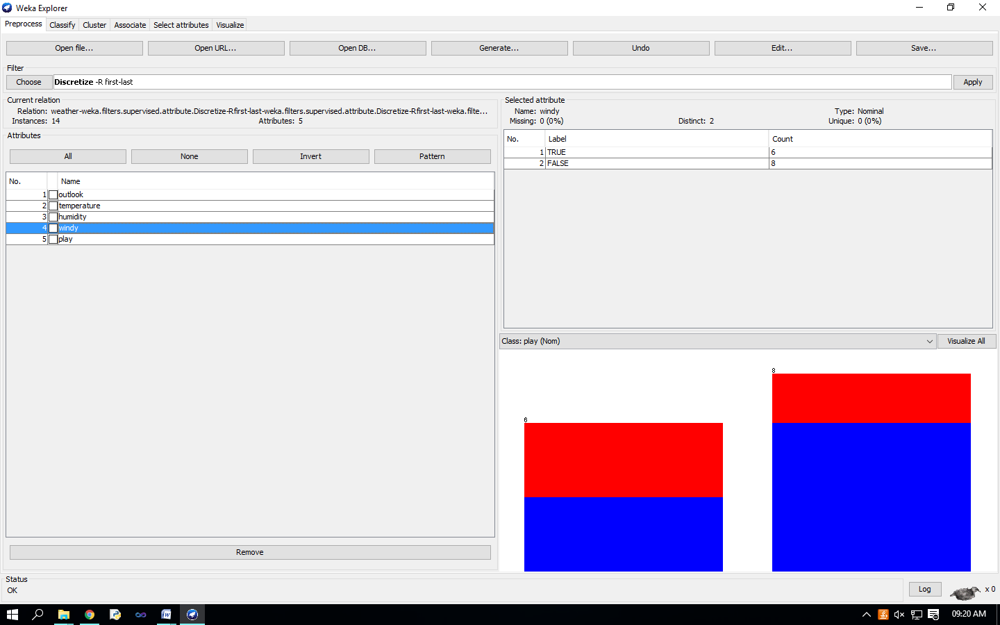 Weka Explorer
Preprocess Classify Cluster Associate Select attributes Visualize
Open file... Open URL... Open DB... Generate... Undo Edit... Save...
Filter
Choose Discretize -R first-last Apply
Current relation
Relation: weather-weka.filters.supervised.attribute.Discretize-Rfirst-last-weka.filters.supervised.attribute.Discretize-Rfirst-last-weka.filte...
Instances: 14 Attributes: 5
Attributes
All None Invert Pattern
No. Name
1 outlook
2 temperature
3 humidity
4 windy
5 play
Remove
Selected attribute
Name: windy Type: Nominal
Missing: 0 (0%) Distinct: 2 Unique: 0 (0%)
No. Label Count
1 TRUE 6
2 FALSE 8
Class: play (Nom) Visualize All
8
6
Status
OK
Log x 0
09:20 AM